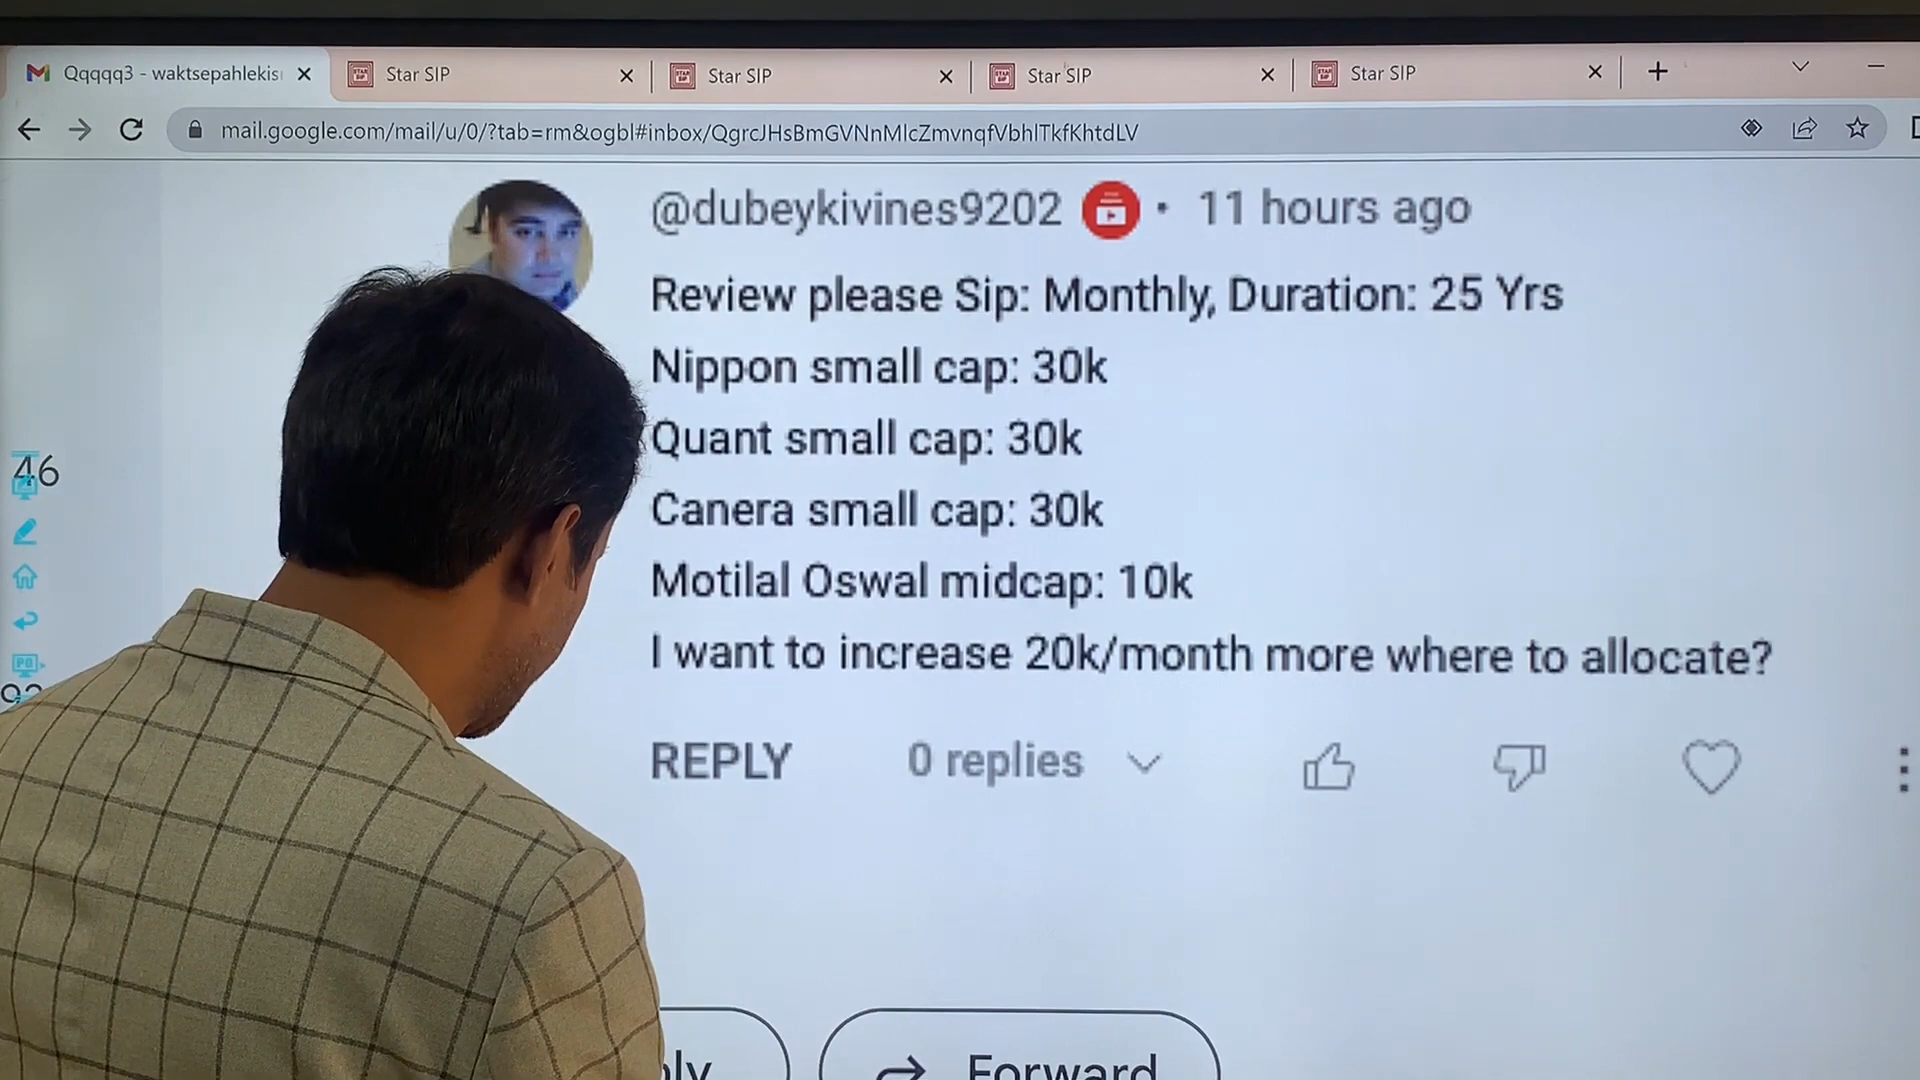 Qqqqq3 - waktsepahlekis
Star SIP
Star SIP
Star SIP
Star SIP
mail.google.com/mail/u/0/?tab=rm&ogbl#inbox/QgrcJHsBmGVNnMlcZmvnqfVbhlTkfKhtdLV
@dubeykivines9202 • 11 hours ago
Review please Sip: Monthly, Duration: 25 Yrs
Nippon small cap: 30k
Quant small cap: 30k
Canera small cap: 30k
Motilal Oswal midcap: 10k
I want to increase 20k/month more where to allocate?
REPLY 0 replies
46
Forward